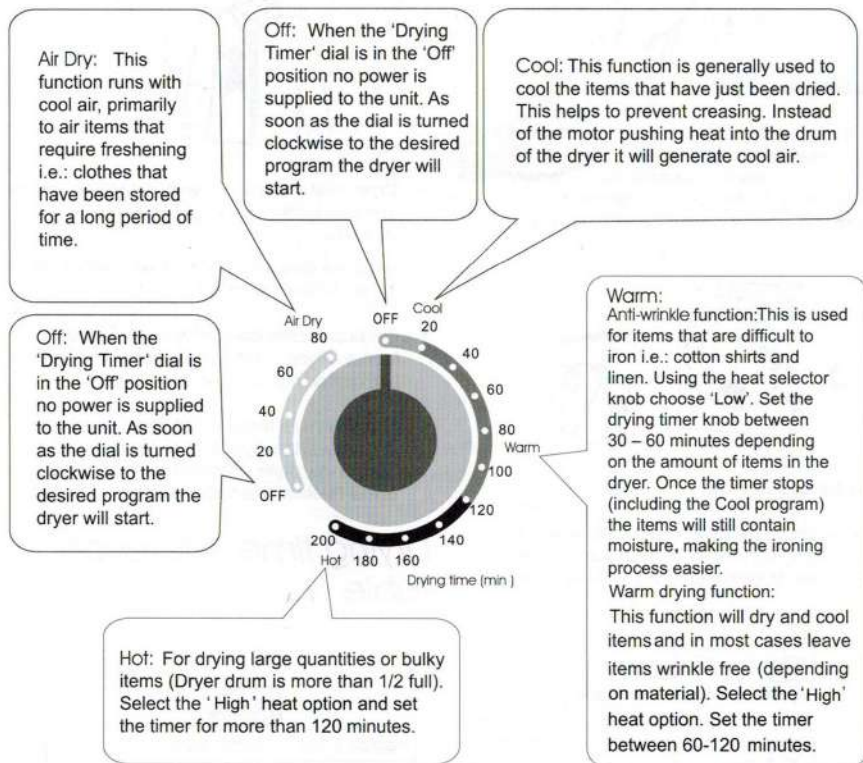 Air Dry: This
function runs with
cool air, primarily
to air items that
require freshening
i.e.: clothes that
have been stored
for a long period of
time.
Off: When the 'Drying
Timer' dial is in the 'Off'
position no power is
supplied to the unit. As
soon as the dial is turned
clockwise to the desired
program the dryer will
start.
Cool: This function is generally used to
cool the items that have just been dried.
This helps to prevent creasing. Instead
of the motor pushing heat into the drum
of the dryer it will generate cool air.
Off: When the
'Drying Timer' dial is
in the 'Off' position
no power is supplied
to the unit. As soon
as the dial is turned
clockwise to the
desired program the
dryer will start.
Air Dry
80
60
40
20
OFF
OFF
Cool
20
40
60
80
Warm
100
120
140
160
180
200
Hot
Drying time (min )
Warm:
Anti-wrinkle function:This is used
for items that are difficult to
iron i.e.: cotton shirts and
linen. Using the heat selector
knob choose 'Low'. Set the
drying timer knob between
30 – 60 minutes depending
on the amount of items in the
dryer. Once the timer stops
(including the Cool program)
the items will still contain
moisture, making the ironing
process easier.
Warm drying function:
This function will dry and cool
items and in most cases leave
items wrinkle free (depending
on material). Select the 'High'
heat option. Set the timer
between 60-120 minutes.
Hot: For drying large quantities or bulky
items (Dryer drum is more than 1/2 full).
Select the 'High' heat option and set
the timer for more than 120 minutes.